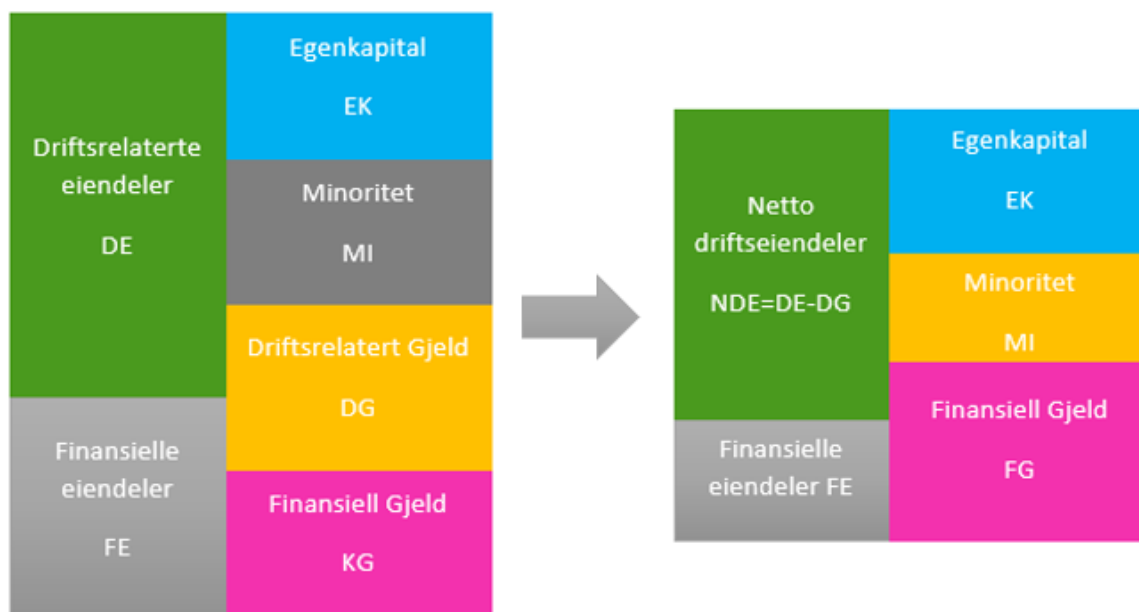 Driftsrelaterte
eiendeler
DE
Finansielle
eiendeler
FE
Egenkapital
EK
Minoritet
MI
Driftsrelatert Gjeld
DG
Finansiell Gjeld
KG
Netto
driftseiendeler
NDE=DE-DG
Finansielle
eiendeler FE
Egenkapital
EK
Minoritet
MI
Finansiell Gjeld
FG